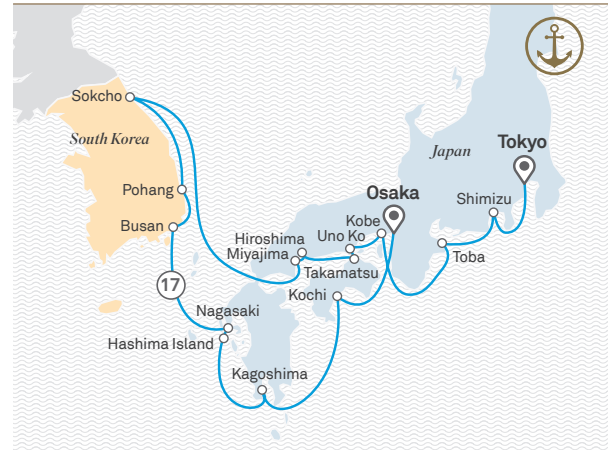 Sokcho
South Korea
Japan
Tokyo
Pohang
Osaka
Shimizu
Busan
Kobe
Uno Ko
Hiroshima
Miyajima
Toba
Takamatsu
17
Kochi
Nagasaki
Hashima Island
Kagoshima